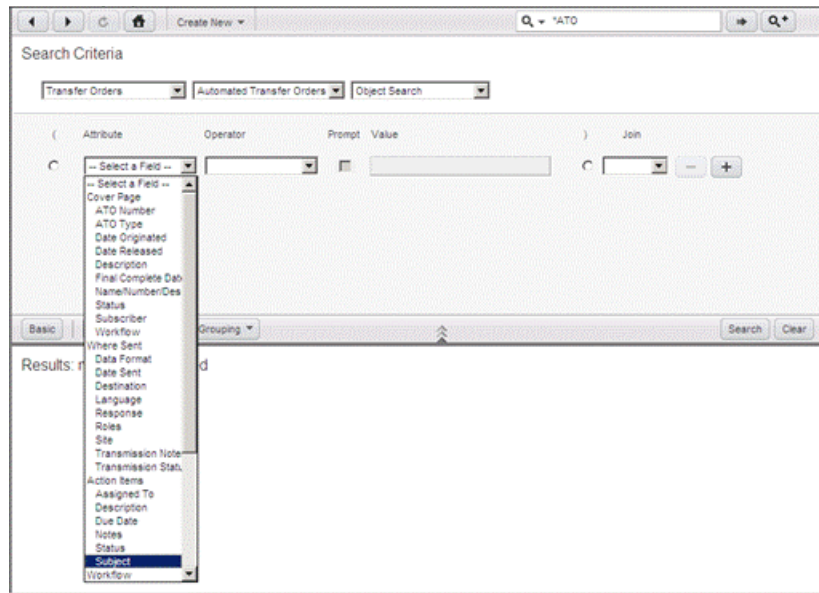 Create New
*ATO
Search Criteria
Transfer Orders Automated Transfer Orders Object Search
( Attribute Operator Prompt Value ) Join
-- Select a Field --
-- Select a Field --
Cover Page
ATO Number
ATO Type
Date Originated
Date Released
Description
Final Complete Dat
Name/Number/Des
Status
Subscriber
Workflow
Where Sent
Data Format
Date Sent
Destination
Language
Response
Roles
Site
Transmission Note
Transmission Statu
Action Items
Assigned To
Description
Due Date
Notes
Status
Subject
Workflow
Basic Grouping Search Clear
Results: d